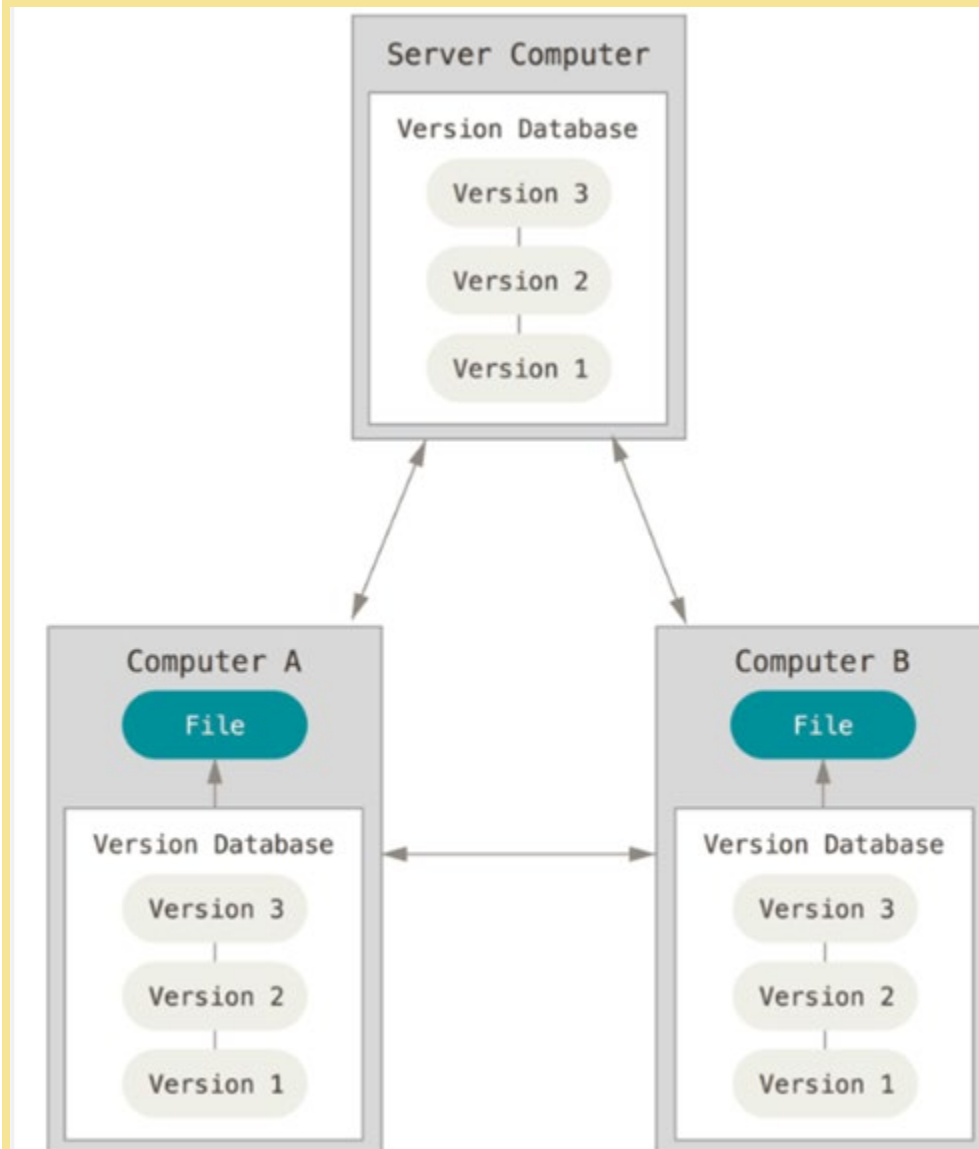 Server Computer
Version Database
Version 3
Version 2
Version 1
Computer A
File
Version Database
Version 3
Version 2
Version 1
Computer B
File
Version Database
Version 3
Version 2
Version 1